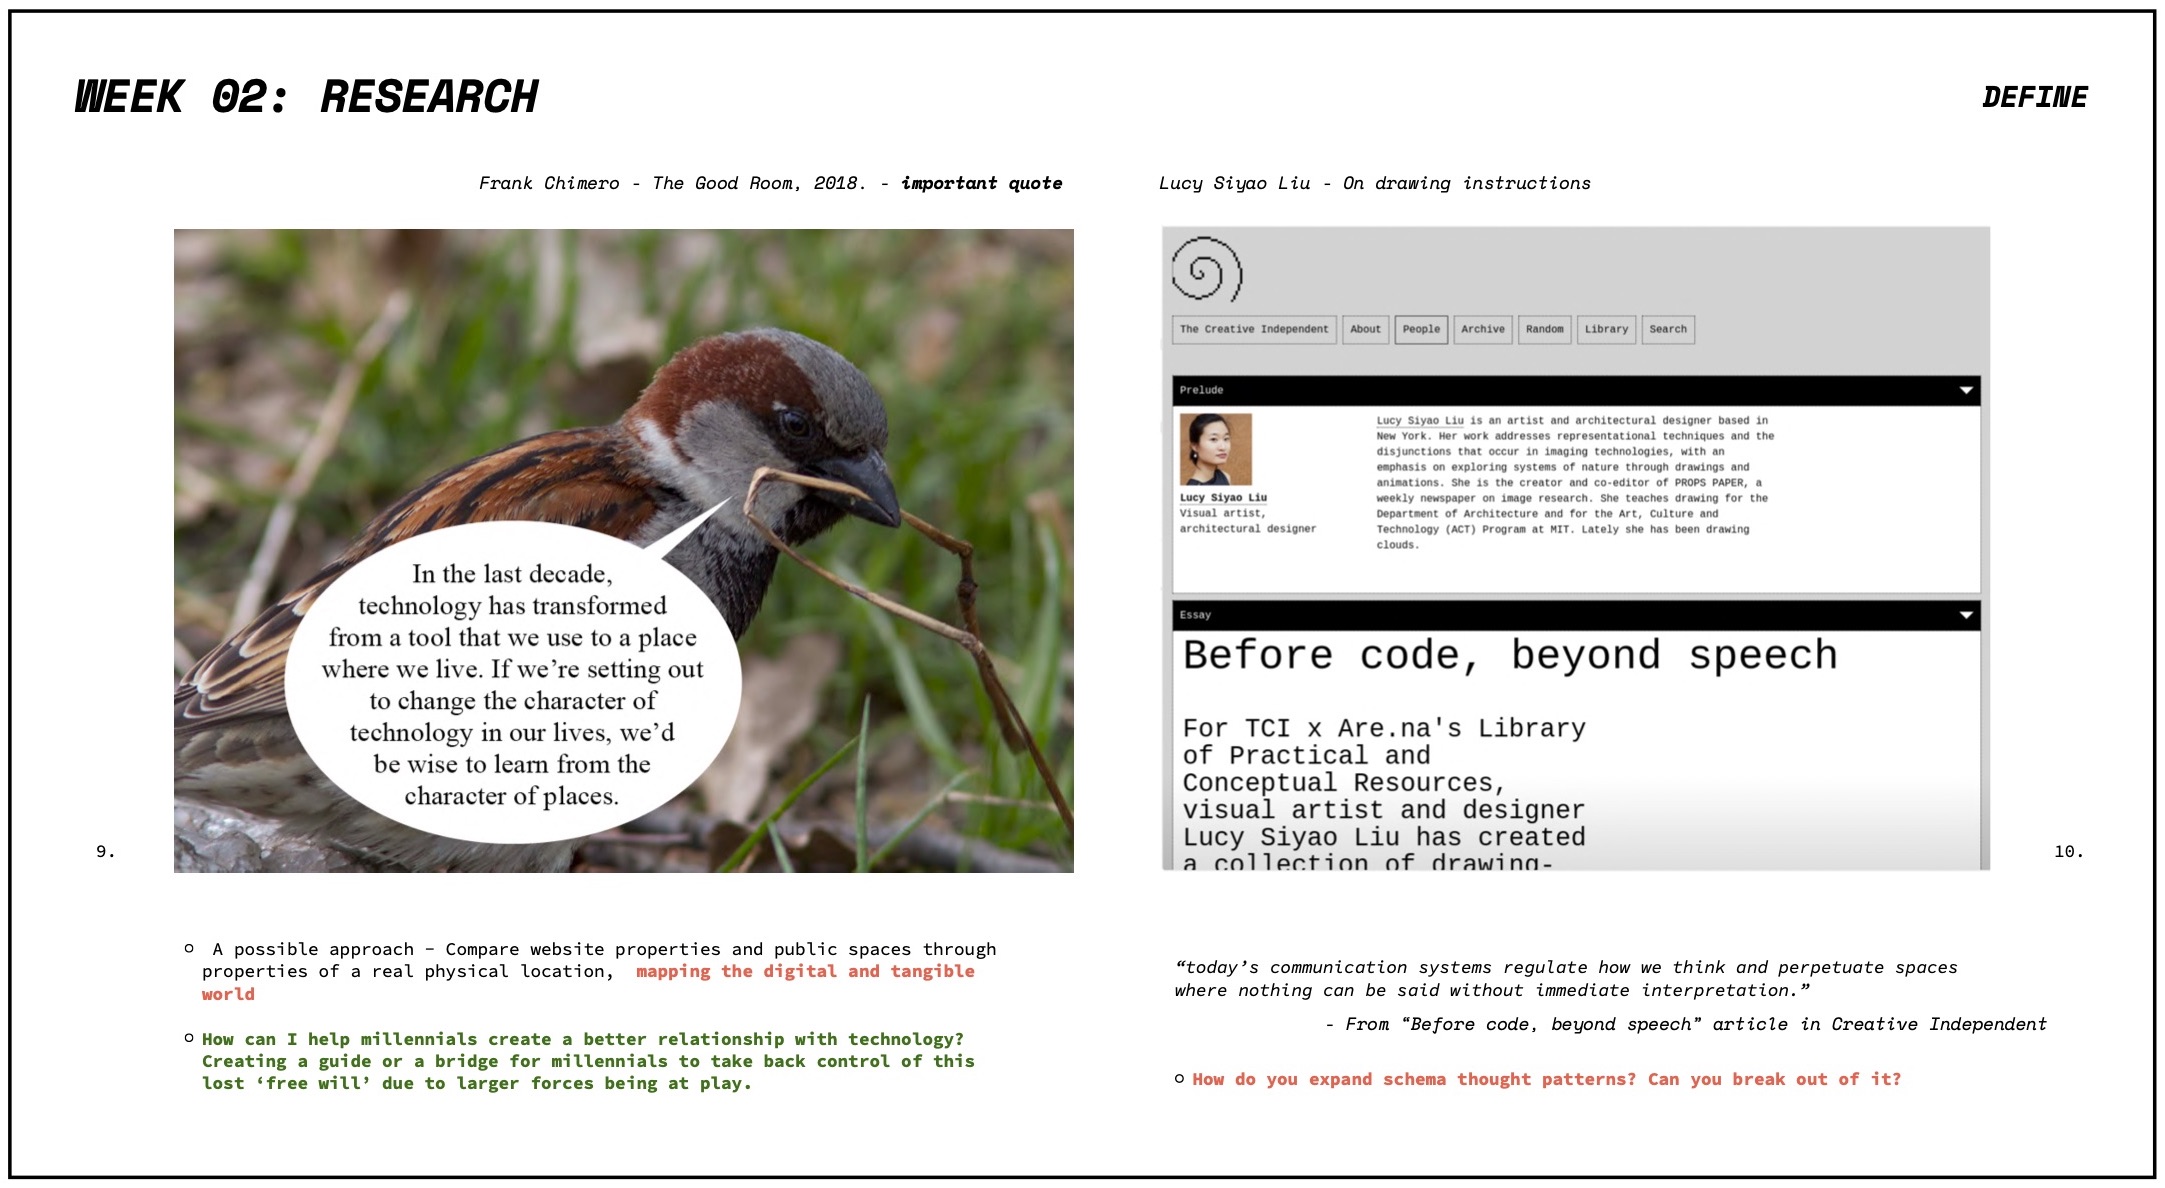 WEEK 02: RESEARCH
DEFINE
Frank Chimero - The Good Room, 2018. - important quote
In the last decade,
technology has transformed
from a tool that we use to a place
where we live. If we’re setting out
to change the character of
technology in our lives, we’d
be wise to learn from the
character of places.
9.
A possible approach – Compare website properties and public spaces through
properties of a real physical location, mapping the digital and tangible
world
How can I help millennials create a better relationship with technology?
Creating a guide or a bridge for millennials to take back control of this
lost ‘free will’ due to larger forces being at play.
Lucy Siyao Liu - On drawing instructions
The Creative Independent About People Archive Random Library Search
Prelude
Lucy Siyao Liu
Visual artist,
architectural designer
Lucy Siyao Liu is an artist and architectural designer based in
New York. Her work addresses representational techniques and the
disjunctions that occur in imaging technologies, with an
emphasis on exploring systems of nature through drawings and
animations. She is the creator and co-editor of PROPS PAPER, a
weekly newspaper on image research. She teaches drawing for the
Department of Architecture and for the Art, Culture and
Technology (ACT) Program at MIT. Lately she has been drawing
clouds.
Essay
Before code, beyond speech
For TCI x Are.na's Library
of Practical and
Conceptual Resources,
visual artist and designer
Lucy Siyao Liu has created
a collection of drawing-
10.
“today’s communication systems regulate how we think and perpetuate spaces
where nothing can be said without immediate interpretation.”
- From “Before code, beyond speech” article in Creative Independent
How do you expand schema thought patterns? Can you break out of it?